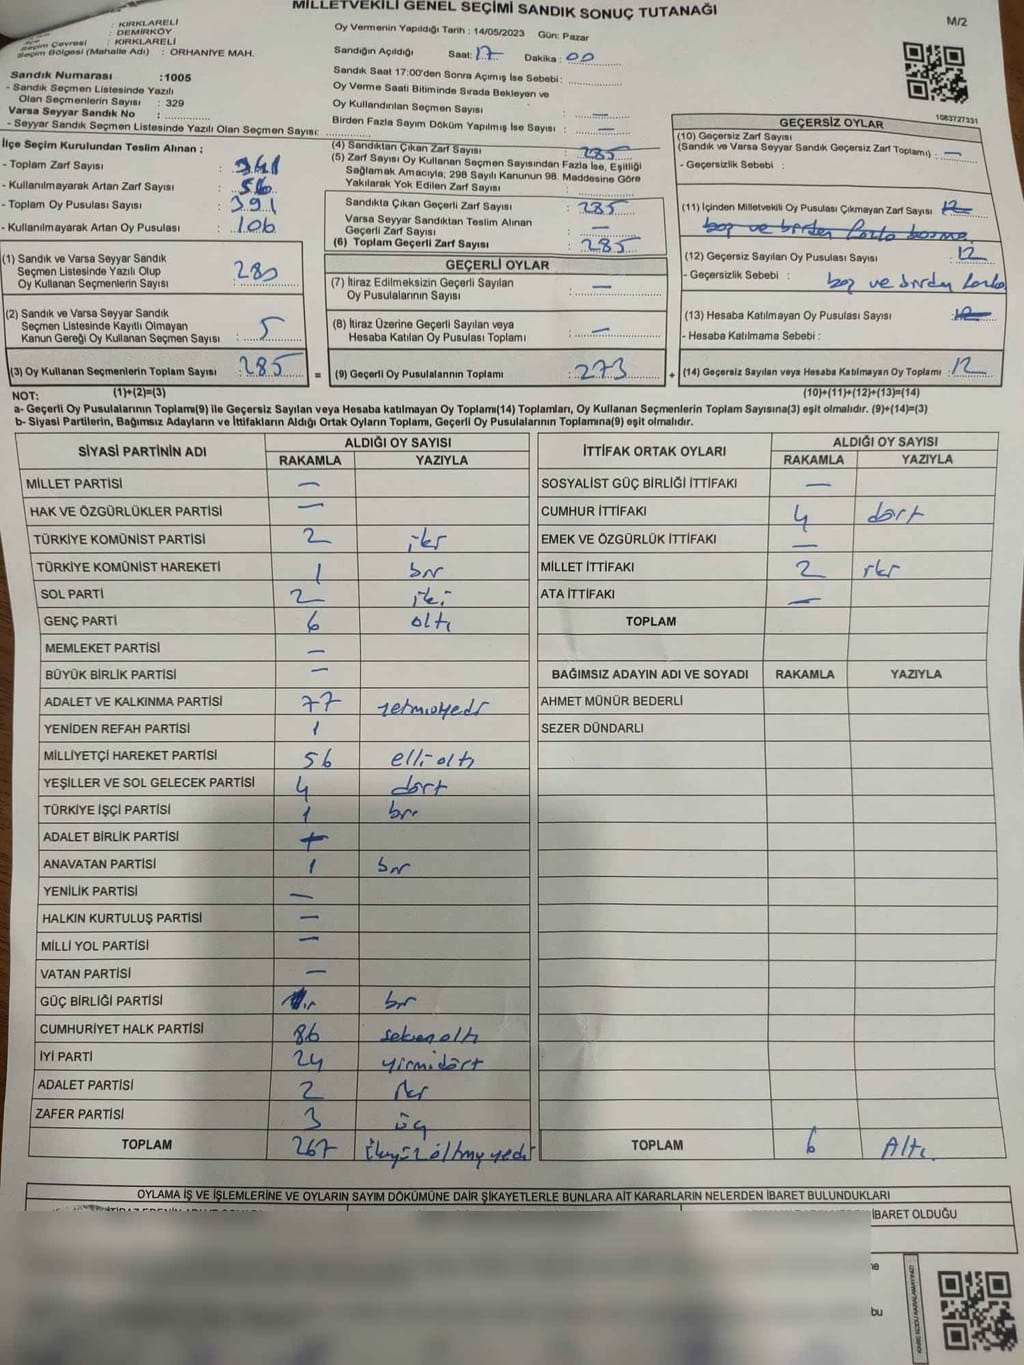 MİLLETVEKİLİ GENEL SEÇİMİ SANDIK SONUÇ TUTANAĞI
M/2
: KIRKLARELİ
: DEMİRKÖY
Seçim Çevresi : KIRKLARELİ
Seçim Bölgesi (Mahalle Adı) : ORHANİYE MAH.
Sandık Numarası :1005
- Sandık Seçmen Listesinde Yazılı
Olan Seçmenlerin Sayısı : 329
Varsa Seyyar Sandık No :
- Seyyar Sandık Seçmen Listesinde Yazılı Olan Seçmen Sayısı:
Oy Vermenin Yapıldığı Tarih : 14/05/2023 Gün: Pazar
Sandığın Açıldığı Saat: 17 Dakika : 00
Sandık Saat 17:00'den Sonra Açımış İse Sebebi :
Oy Verme Saati Bitiminde Sırada Bekleyen ve
Oy Kullandırılan Seçmen Sayısı : —
Birden Fazla Sayım Döküm Yapılmış İse Sayısı : —
1083727331
İlçe Seçim Kurulundan Teslim Alınan ;
- Toplam Zarf Sayısı : 341
- Kullanılmayarak Artan Zarf Sayısı : 56
- Toplam Oy Pusulası Sayısı : 391
- Kullanılmayarak Artan Oy Pusulası : 106
(4) Sandıktan Çıkan Zarf Sayısı : 285
(5) Zarf Sayısı Oy Kullanan Seçmen Sayısından Fazla İse, Eşitliği
Sağlamak Amacıyla; 298 Sayılı Kanunun 98. Maddesine Göre
Yakılarak Yok Edilen Zarf Sayısı :
Sandıkta Çıkan Geçerli Zarf Sayısı : 285
Varsa Seyyar Sandıktan Teslim Alınan
Geçerli Zarf Sayısı : —
(6) Toplam Geçerli Zarf Sayısı : 285
GEÇERSİZ OYLAR
(10) Geçersiz Zarf Sayısı
(Sandık ve Varsa Seyyar Sandık Geçersiz Zarf Toplamı) : —
- Geçersizlik Sebebi :
(11) İçinden Milletvekili Oy Pusulası Çıkmayan Zarf Sayısı : 12
boş ve birden fazla basma
(12) Geçersiz Sayılan Oy Pusulası Sayısı : 12
- Geçersizlik Sebebi : boş ve birden fazla
(13) Hesaba Katılmayan Oy Pusulası Sayısı : 12
- Hesaba Katılmama Sebebi :
(14) Geçersiz Sayılan veya Hesaba Katılmayan Oy Toplamı : 12
(1) Sandık ve Varsa Seyyar Sandık
Seçmen Listesinde Yazılı Olup
Oy Kullanan Seçmenlerin Sayısı : 280
(2) Sandık ve Varsa Seyyar Sandık
Seçmen Listesinde Kayıtlı Olmayan
Kanun Gereği Oy Kullanan Seçmen Sayısı : 5
(3) Oy Kullanan Seçmenlerin Toplam Sayısı : 285 =
GEÇERLİ OYLAR
(7) İtiraz Edilmeksizin Geçerli Sayılan
Oy Pusulalarının Sayısı : —
(8) İtiraz Üzerine Geçerli Sayılan veya
Hesaba Katılan Oy Pusulası Toplamı : —
(9) Geçerli Oy Pusulalarının Toplamı : 273 +
NOT: (1)+(2)=(3) (10)+(11)+(12)+(13)=(14)
a- Geçerli Oy Pusulalarının Toplamı(9) ile Geçersiz Sayılan veya Hesaba katılmayan Oy Toplamı(14) Toplamları, Oy Kullanan Seçmenlerin Toplam Sayısına(3) eşit olmalıdır. (9)+(14)=(3)
b- Siyasi Partilerin, Bağımsız Adayların ve İttifakların Aldığı Ortak Oyların Toplamı, Geçerli Oy Pusulalarının Toplamına(9) eşit olmalıdır.
SİYASİ PARTİNİN ADI ALDIĞI OY SAYISI
RAKAMLA YAZIYLA
MİLLET PARTİSİ —
HAK VE ÖZGÜRLÜKLER PARTİSİ —
TÜRKİYE KOMÜNİST PARTİSİ 2 iki
TÜRKİYE KOMÜNİST HAREKETİ 1 bir
SOL PARTİ 2 iki
GENÇ PARTİ 6 altı
MEMLEKET PARTİSİ —
BÜYÜK BİRLİK PARTİSİ —
ADALET VE KALKINMA PARTİSİ 77 yetmişyedi
YENİDEN REFAH PARTİSİ 1
MİLLİYETÇİ HAREKET PARTİSİ 56 elli altı
YEŞİLLER VE SOL GELECEK PARTİSİ 4 dört
TÜRKİYE İŞÇİ PARTİSİ 1 bir
ADALET BİRLİK PARTİSİ
ANAVATAN PARTİSİ 1 bir
YENİLİK PARTİSİ —
HALKIN KURTULUŞ PARTİSİ —
MİLLİ YOL PARTİSİ —
VATAN PARTİSİ —
GÜÇ BİRLİĞİ PARTİSİ bir
CUMHURİYET HALK PARTİSİ 86 seksen altı
İYİ PARTİ 24 yirmidört
ADALET PARTİSİ 2 iki
ZAFER PARTİSİ 3 üç
TOPLAM 267 ikiyüz altmışyedi
İTTİFAK ORTAK OYLARI ALDIĞI OY SAYISI
RAKAMLA YAZIYLA
SOSYALİST GÜÇ BİRLİĞİ İTTİFAKI —
CUMHUR İTTİFAKI 4 dört
EMEK VE ÖZGÜRLÜK İTTİFAKI —
MİLLET İTTİFAKI 2 iki
ATA İTTİFAKI —
TOPLAM
BAĞIMSIZ ADAYIN ADI VE SOYADI RAKAMLA YAZIYLA
AHMET MÜNÜR BEDERLİ
SEZER DÜNDARLI
TOPLAM 6 Altı
OYLAMA İŞ VE İŞLEMLERİNE VE OYLARIN SAYIM DÖKÜMÜNE DAİR ŞİKAYETLERLE BUNLARA AİT KARARLARIN NELERDEN İBARET BULUNDUKLARI
İBARET OLDUĞU
bu
KARE KODU KARALAMAYINIZ!